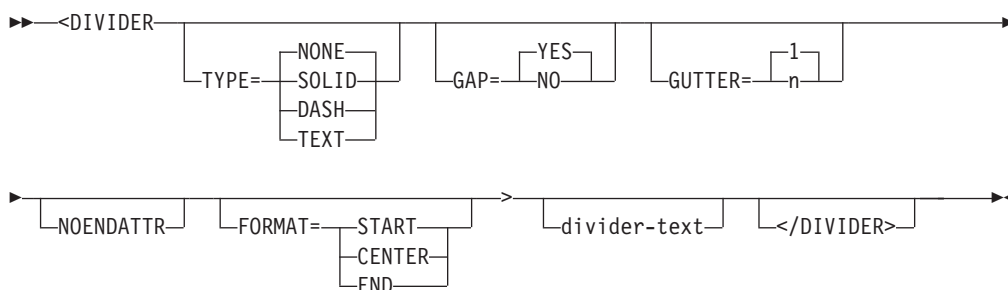 <DIVIDER
NONE
TYPE= SOLID
DASH
TEXT
YES
GAP= NO
1
GUTTER= n
NOENDATTR
FORMAT= START
CENTER
END
>
divider-text
</DIVIDER>